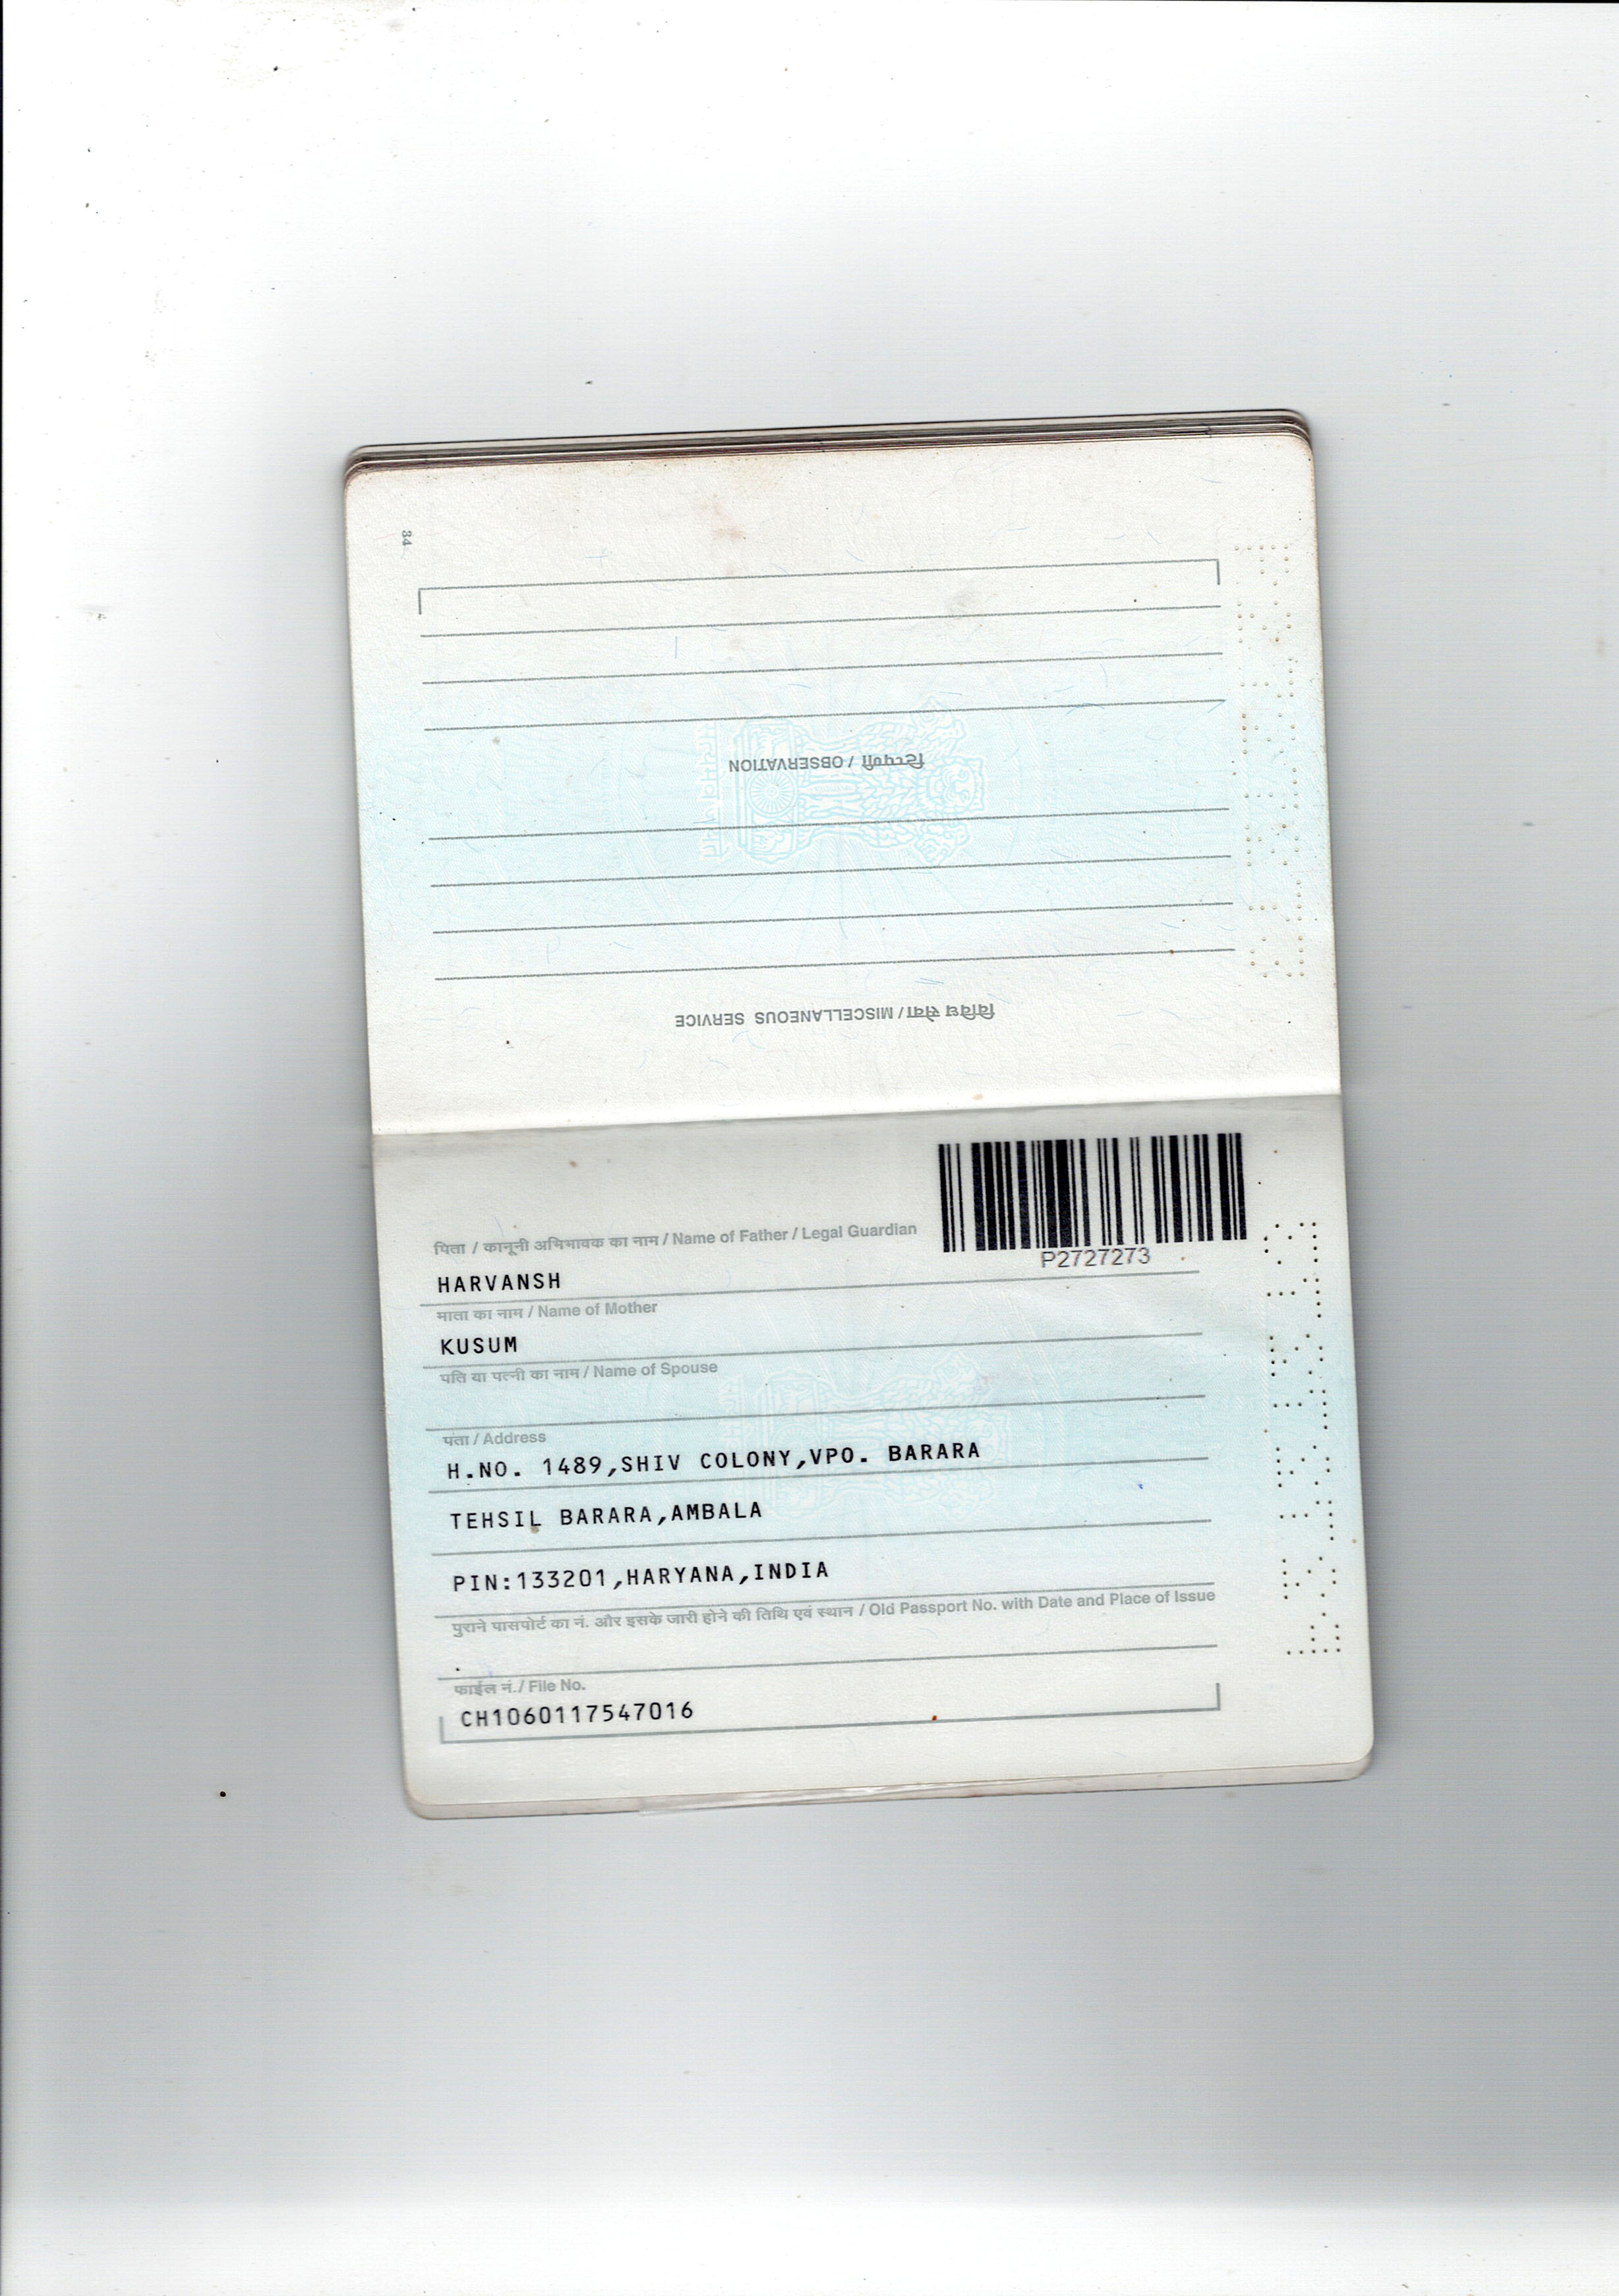 34
टिप्पणी / OBSERVATION
विविध सेवा / MISCELLANEOUS SERVICE
P2727273
पिता / कानूनी अभिभावक का नाम / Name of Father / Legal Guardian
HARVANSH
माता का नाम / Name of Mother
KUSUM
पति या पत्नी का नाम / Name of Spouse
पता / Address
H.NO. 1489,SHIV COLONY,VPO. BARARA
TEHSIL BARARA,AMBALA
PIN:133201,HARYANA,INDIA
पुराने पासपोर्ट का नं. और इसके जारी होने की तिथि एवं स्थान / Old Passport No. with Date and Place of Issue
फाईल नं./ File No.
CH1060117547016